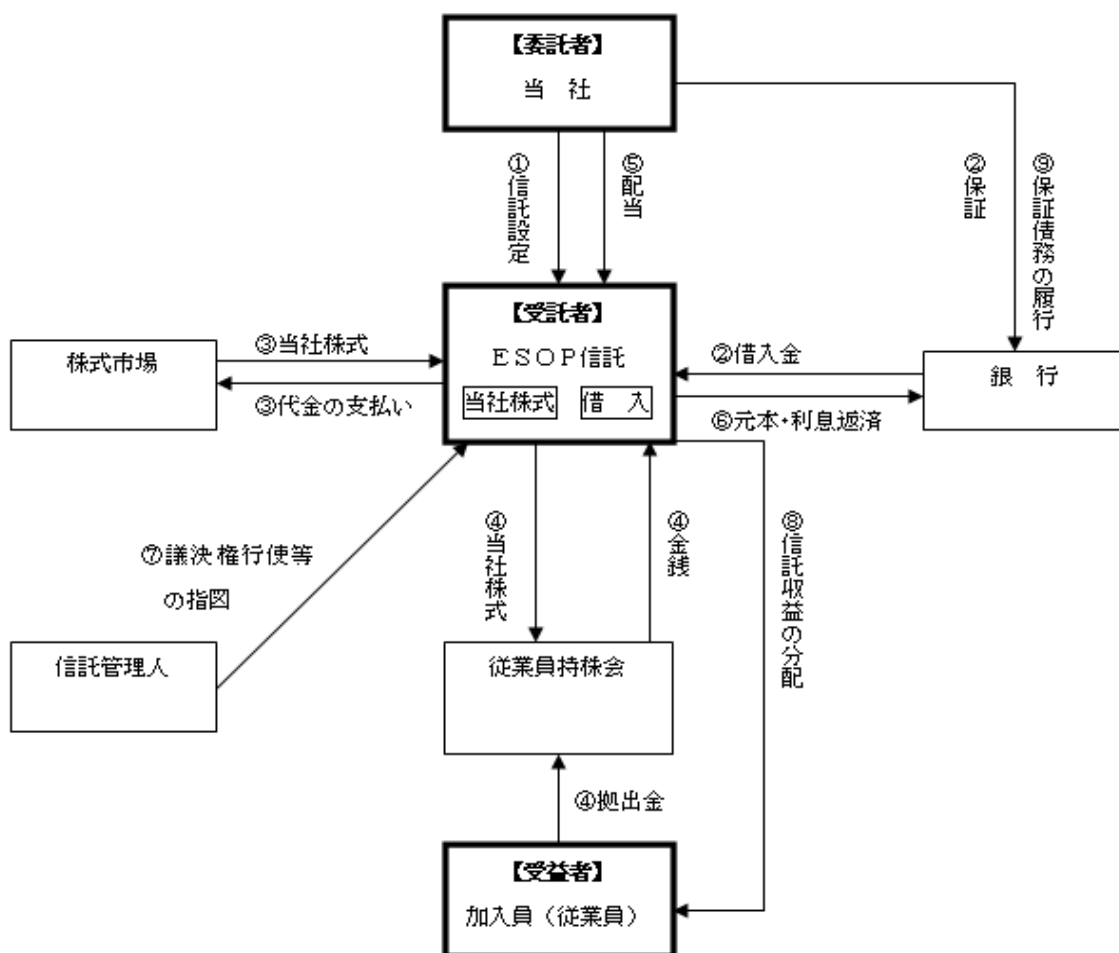 【委託者】
当　社
①信託設定
⑤配当
②保証
⑨保証債務の履行
【受託者】
ＥＳＯＰ信託
当社株式
借　入
株式市場
③当社株式
③代金の支払い
②借入金
⑥元本・利息返済
銀　行
④当社株式
④金銭
⑧信託収益の分配
⑦議決権行使等
の指図
信託管理人
従業員持株会
④拠出金
【受益者】
加入員（従業員）